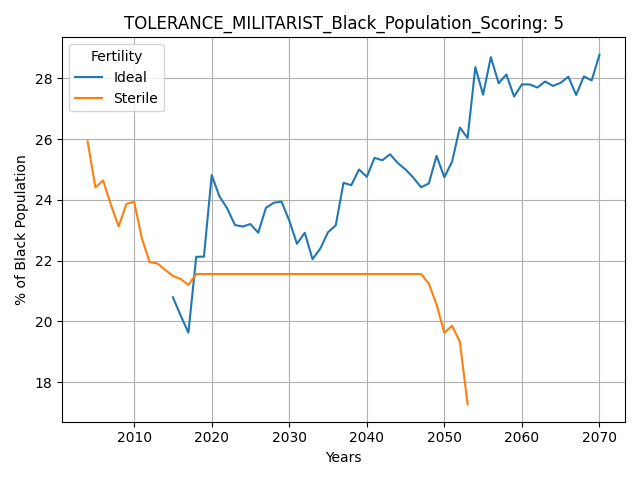 TOLERANCE_MILITARIST_Black_Population_Scoring: 5
Fertility
Ideal
Sterile
% of Black Population
28
26
24
22
20
18
2010 2020 2030 2040 2050 2060 2070
Years